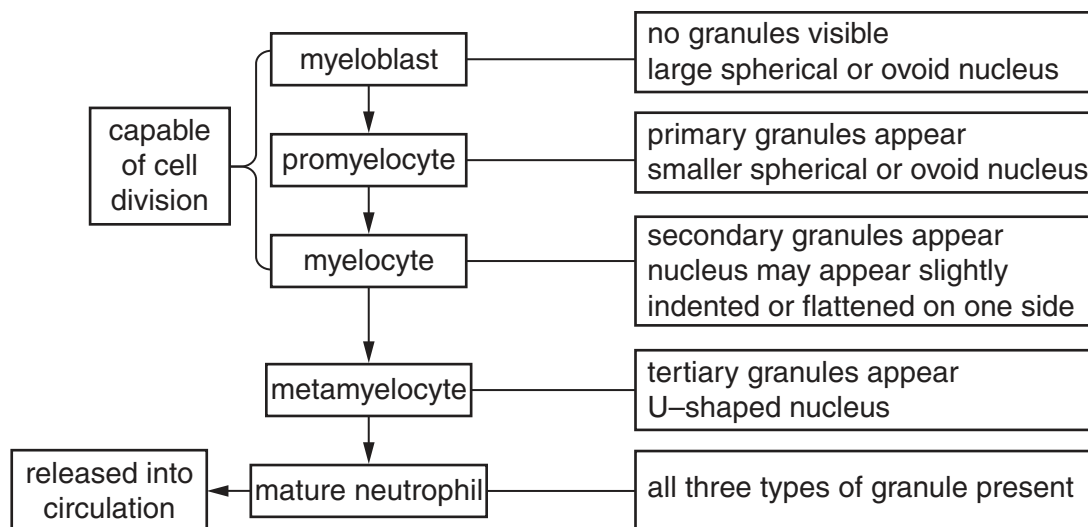 myeloblast
no granules visible
large spherical or ovoid nucleus
capable
of cell
division
promyelocyte
primary granules appear
smaller spherical or ovoid nucleus
myelocyte
secondary granules appear
nucleus may appear slightly
indented or flattened on one side
metamyelocyte
tertiary granules appear
U–shaped nucleus
released into
circulation
mature neutrophil
all three types of granule present